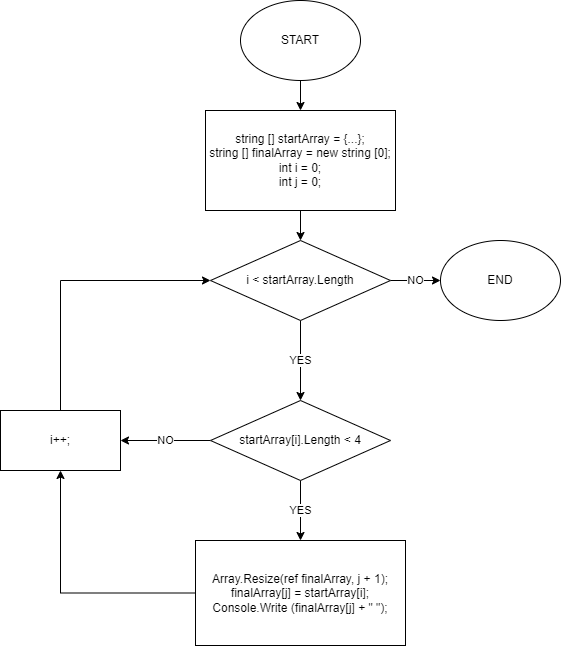 START
string [] startArray = {...};
string [] finalArray = new string [0];
int i = 0;
int j = 0;
i < startArray.Length
NO
END
YES
startArray[i].Length < 4
NO
i++;
YES
Array.Resize(ref finalArray, j + 1);
finalArray[j] = startArray[i];
Console.Write (finalArray[j] + " ");